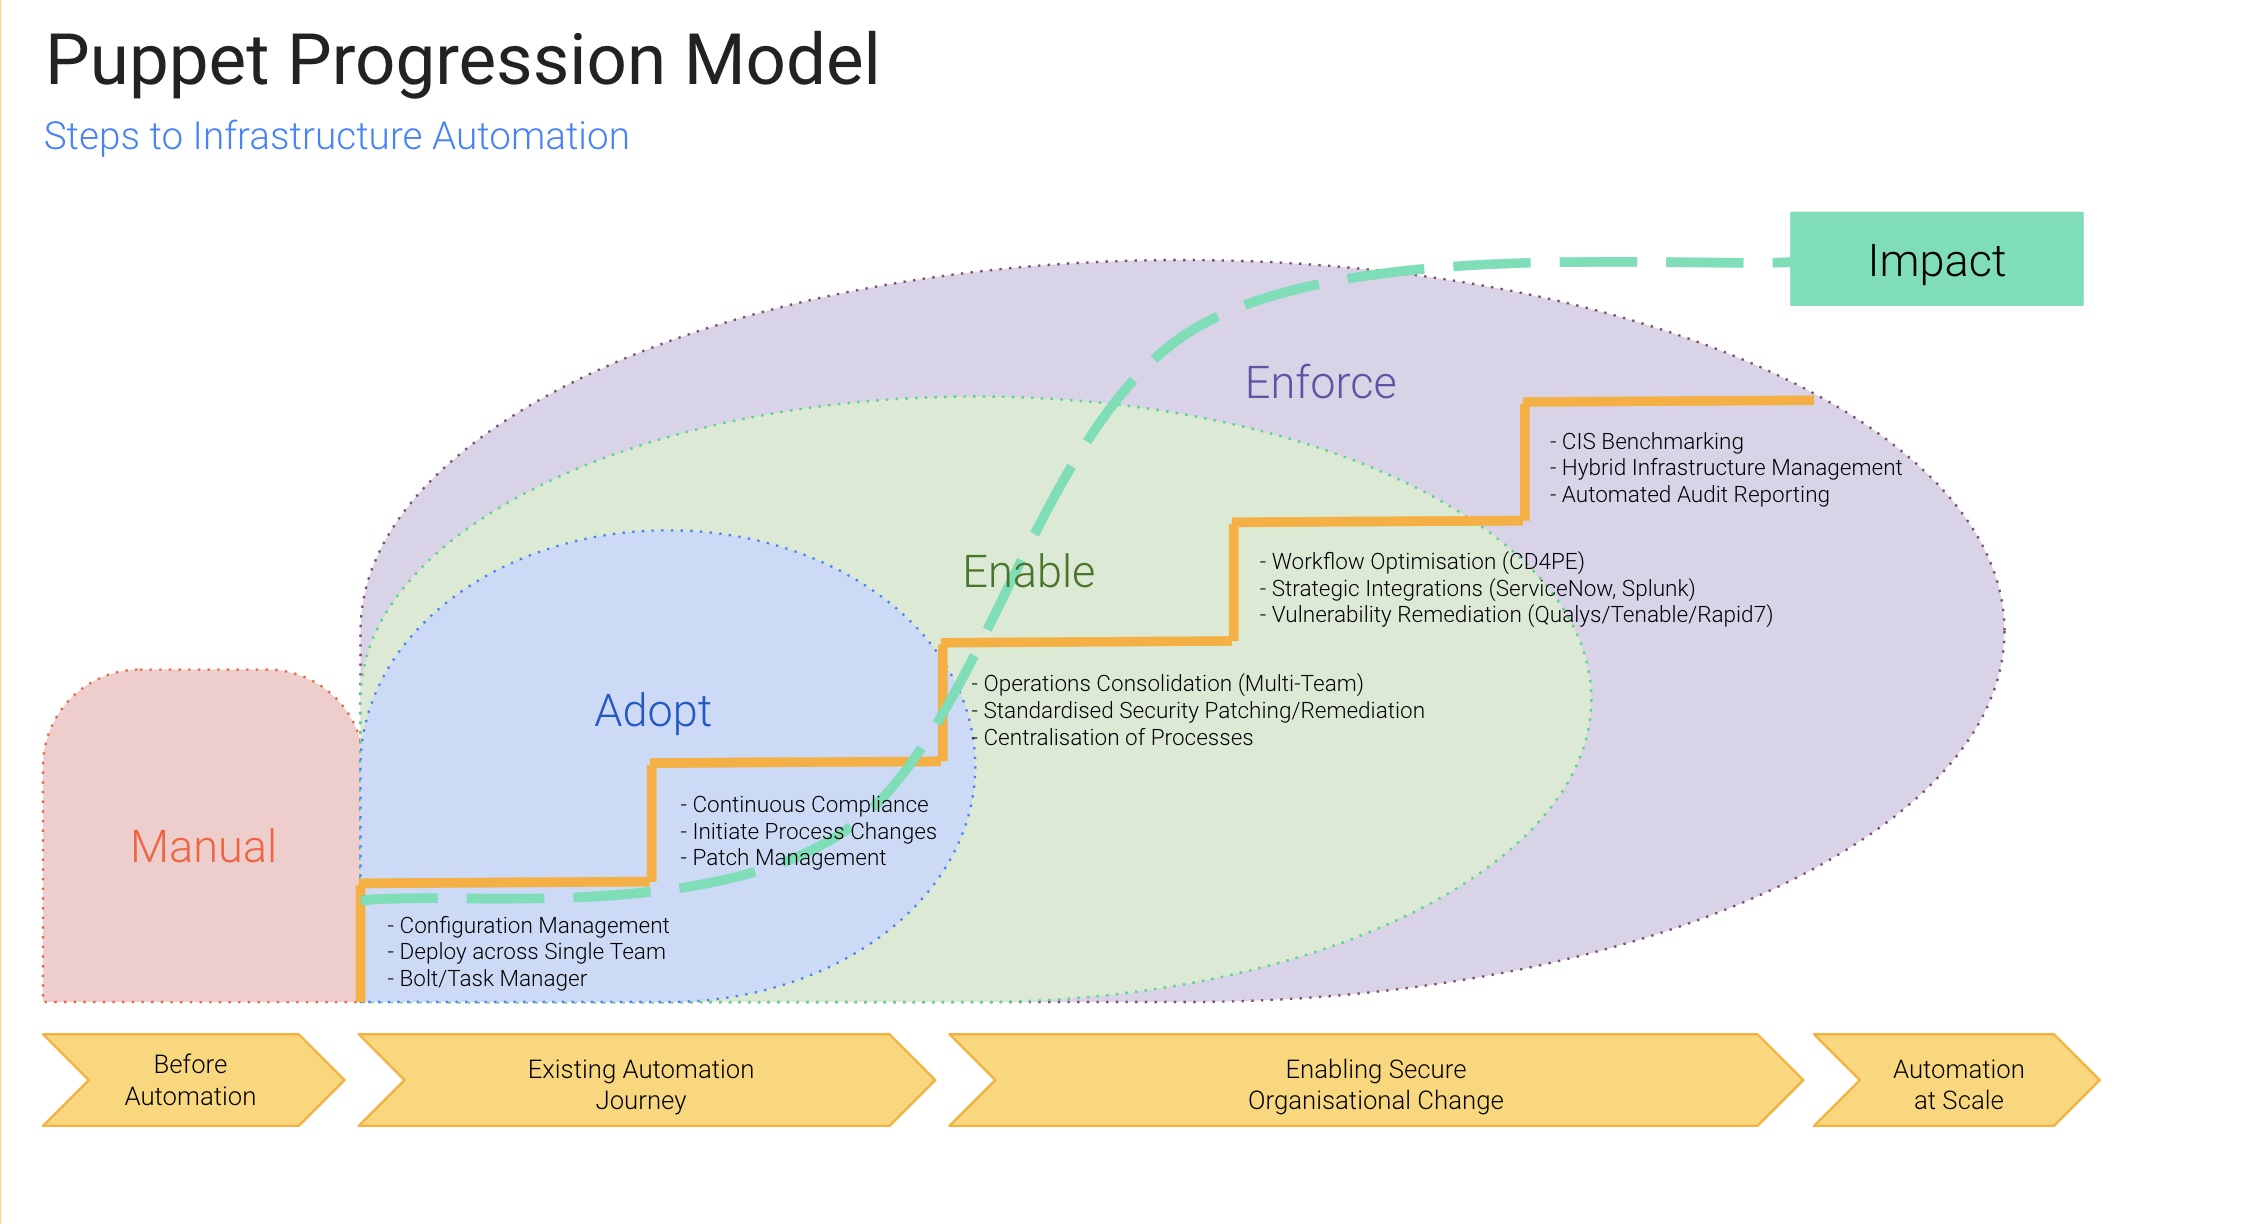 Puppet Progression Model
Steps to Infrastructure Automation
Impact
Enforce
- CIS Benchmarking
- Hybrid Infrastructure Management
- Automated Audit Reporting
Enable
- Workflow Optimisation (CD4PE)
- Strategic Integrations (ServiceNow, Splunk)
- Vulnerability Remediation (Qualys/Tenable/Rapid7)
- Operations Consolidation (Multi-Team)
- Standardised Security Patching/Remediation
- Centralisation of Processes
Adopt
- Continuous Compliance
- Initiate Process Changes
- Patch Management
Manual
- Configuration Management
- Deploy across Single Team
- Bolt/Task Manager
Before
Automation
Existing Automation
Journey
Enabling Secure
Organisational Change
Automation
at Scale